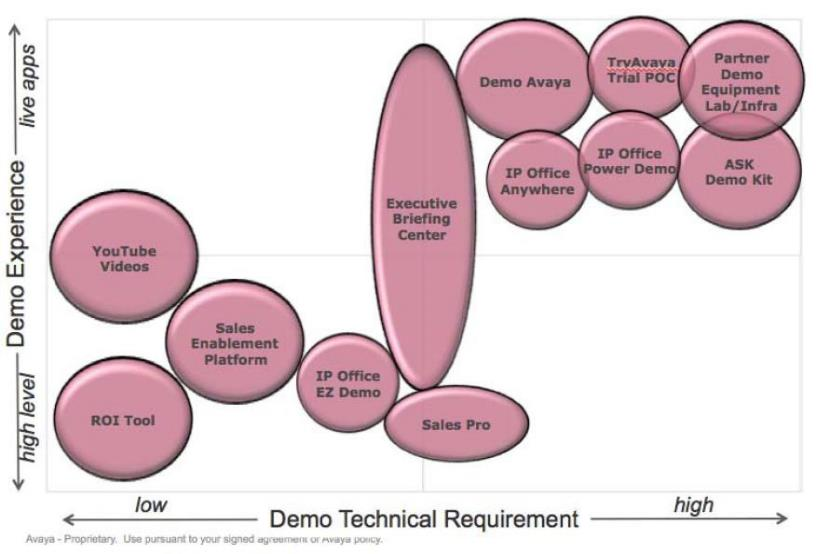 live apps
Demo Experience
high level
Demo Avaya
TryAvaya
Trial POC
Partner
Demo
Equipment
Lab/Infra
IP Office
Anywhere
IP Office
Power Demo
ASK
Demo Kit
Executive
Briefing
Center
YouTube
Videos
Sales
Enablement
Platform
IP Office
EZ Demo
ROI Tool
Sales Pro
low
high
Demo Technical Requirement
Avaya - Proprietary. Use pursuant to your signed agreement or Avaya policy.